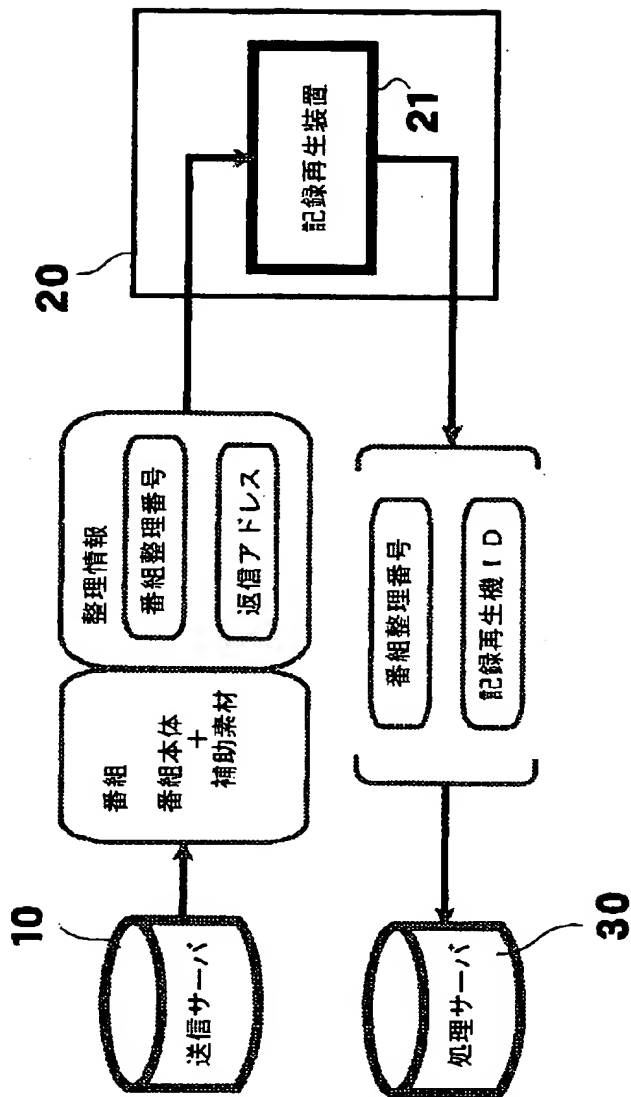 10
送信サーバ
番組
番組本体
+
補助素材
整理情報
番組整理番号
返信アドレス
20
記録再生装置
21
番組整理番号
記録再生機ID
処理サーバ
30